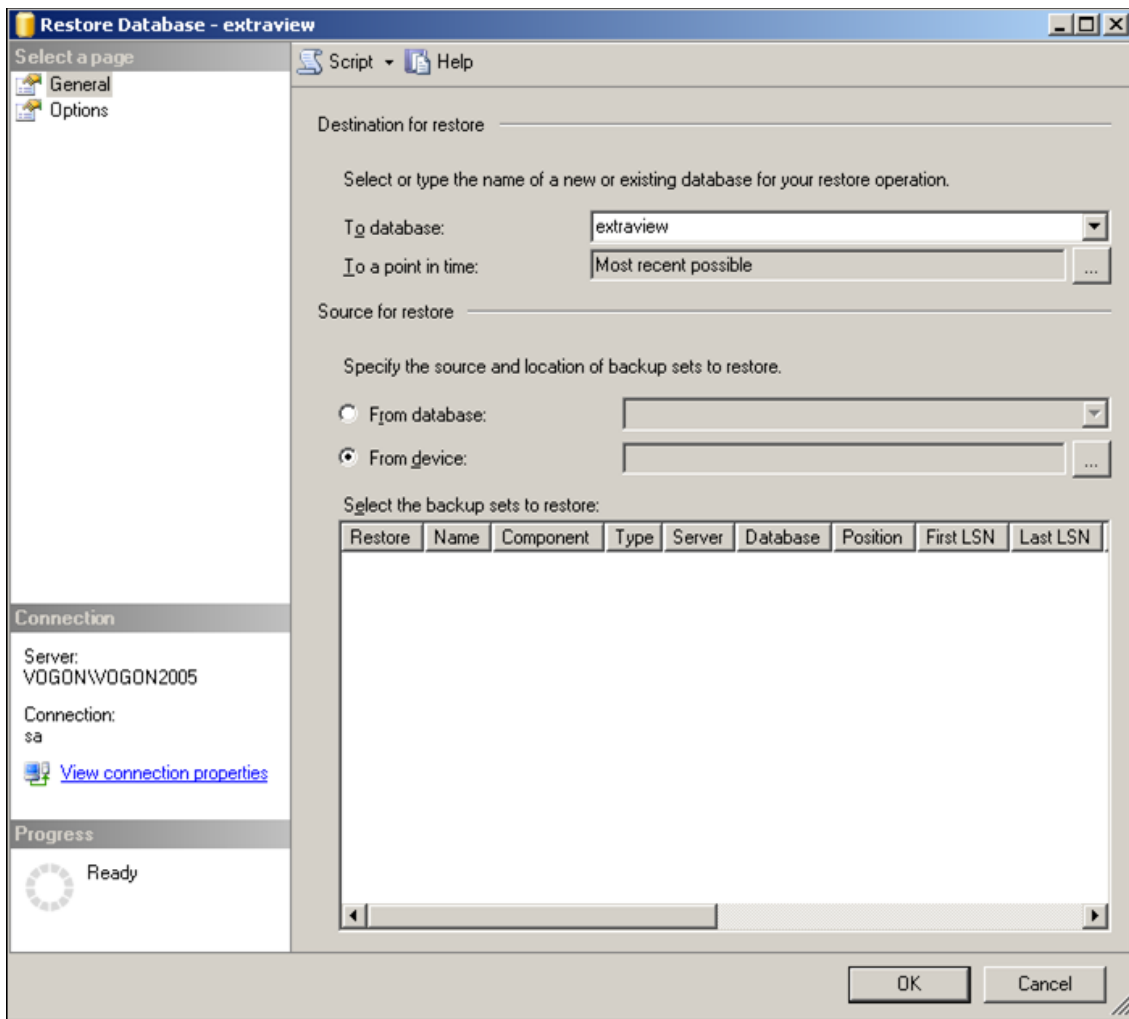 Restore Database - extraview
Select a page
General
Options
Script Help
Destination for restore
Select or type the name of a new or existing database for your restore operation.
To database: extraview
To a point in time: Most recent possible ...
Source for restore
Specify the source and location of backup sets to restore.
From database:
From device: ...
Select the backup sets to restore:
Restore Name Component Type Server Database Position First LSN Last LSN
Connection
Server:
VOGON\VOGON2005
Connection:
sa
View connection properties
Progress
Ready
OK Cancel